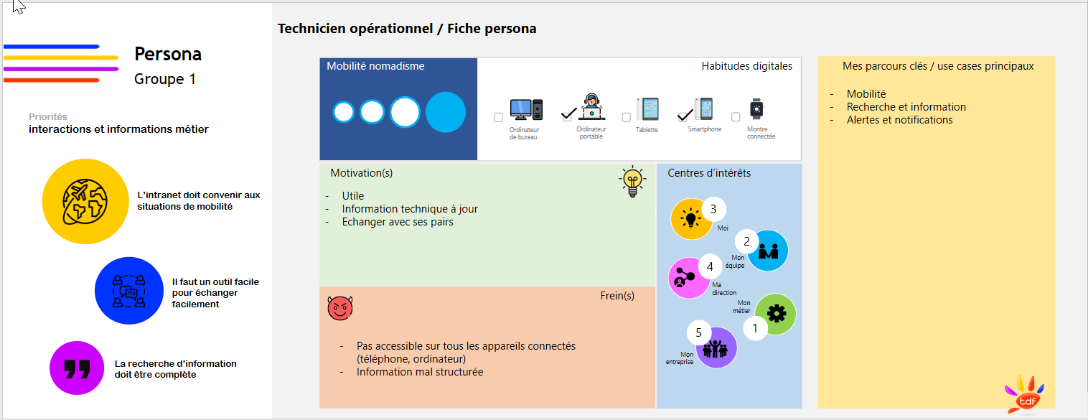 Persona
Groupe 1
Priorités
interactions et informations métier
L'intranet doit convenir aux
situations de mobilité
Il faut un outil facile
pour échanger
facilement
La recherche d'information
doit être complète
Technicien opérationnel / Fiche persona
Mobilité nomadisme
Habitudes digitales
Ordinateur
de bureau
Ordinateur
portable
Tablette
Smartphone
Montre
connectée
Motivation(s)
- Utile
- Information technique à jour
- Echanger avec ses pairs
Frein(s)
- Pas accessible sur tous les appareils connectés
(téléphone, ordinateur)
- Information mal structurée
Centres d'intérêts
3
Moi
2
Mon
équipe
4
Ma
direction
Mon
métier
1
5
Mon
entreprise
Mes parcours clés / use cases principaux
- Mobilité
- Recherche et information
- Alertes et notifications
tdf